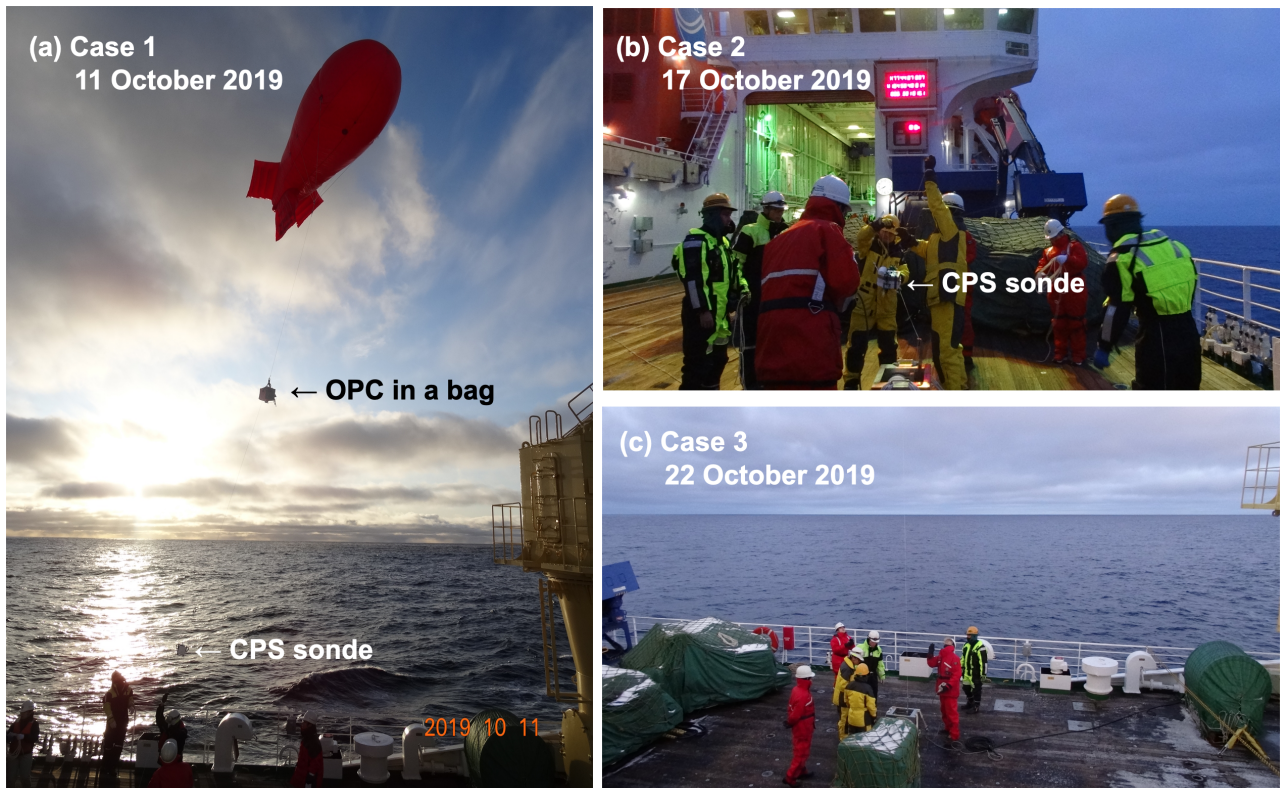 (a) Case 1
11 October 2019
← OPC in a bag
← CPS sonde
2019 10 11
(b) Case 2
17 October 2019
← CPS sonde
(c) Case 3
22 October 2019